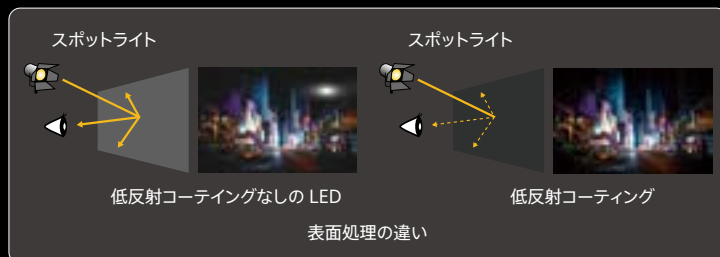 スポットライト
スポットライト
低反射コーテイングなしの LED
低反射コーティング
表面処理の違い